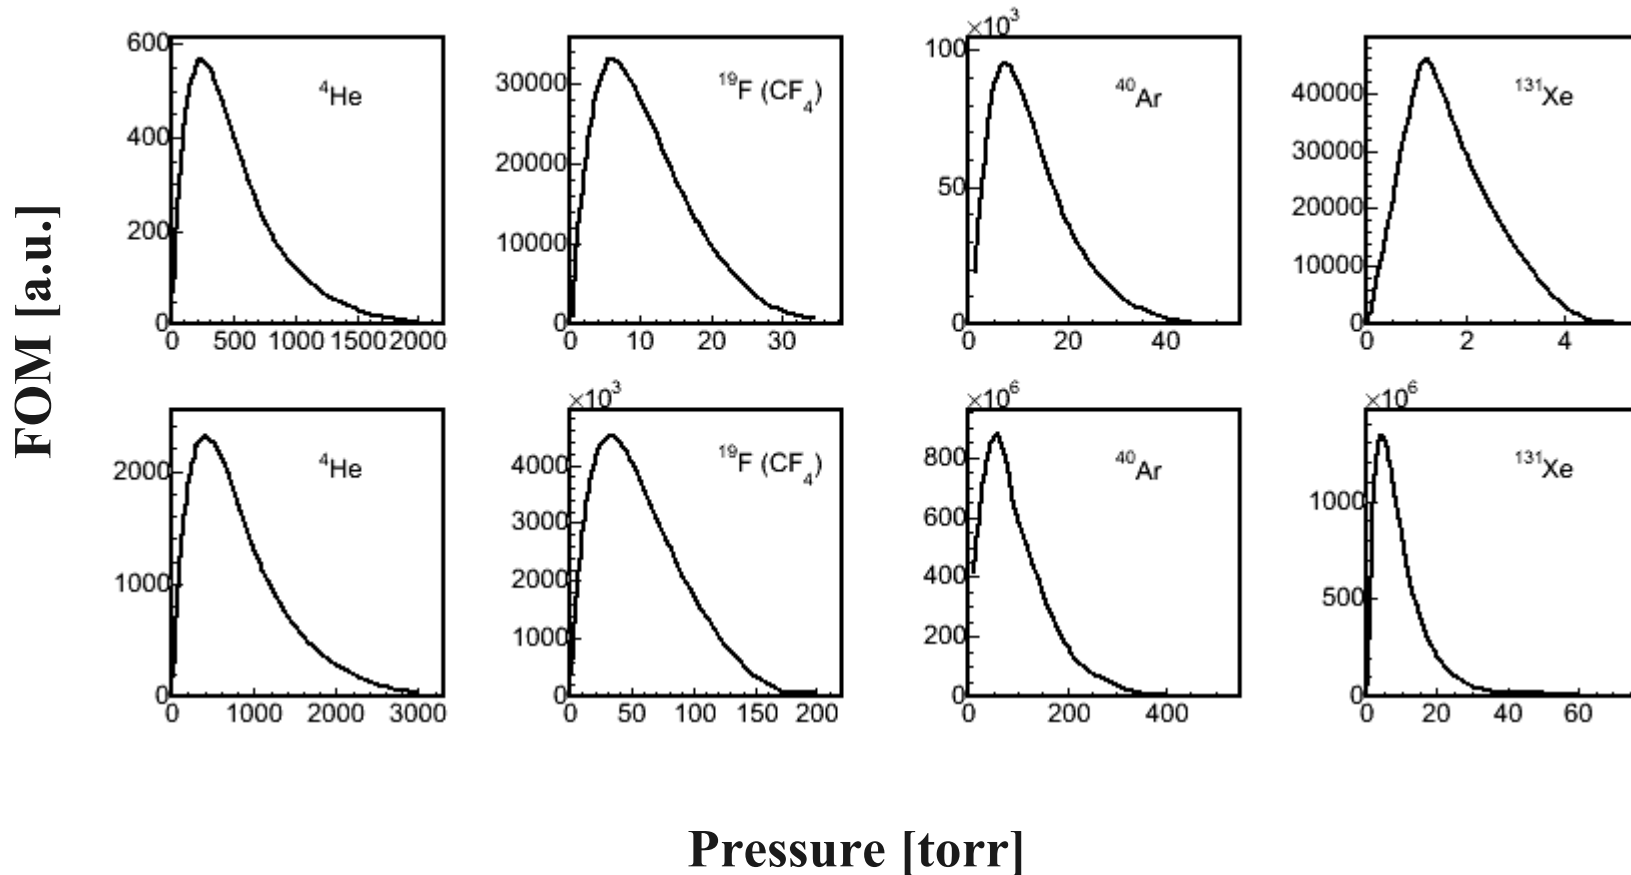 FOM [a.u.]
600
400
200
0
0 500 1000 1500 2000
⁴He
30000
20000
10000
0
0 10 20 30
¹⁹F (CF₄)
×10³
100
50
0
0 20 40
⁴⁰Ar
40000
30000
20000
10000
0
0 2 4
¹³¹Xe
2000
1000
0
0 1000 2000 3000
⁴He
×10³
4000
3000
2000
1000
0
0 50 100 150 200
¹⁹F (CF₄)
×10⁶
800
600
400
200
0
0 200 400
⁴⁰Ar
×10⁶
1000
500
0
0 20 40 60
¹³¹Xe
Pressure [torr]